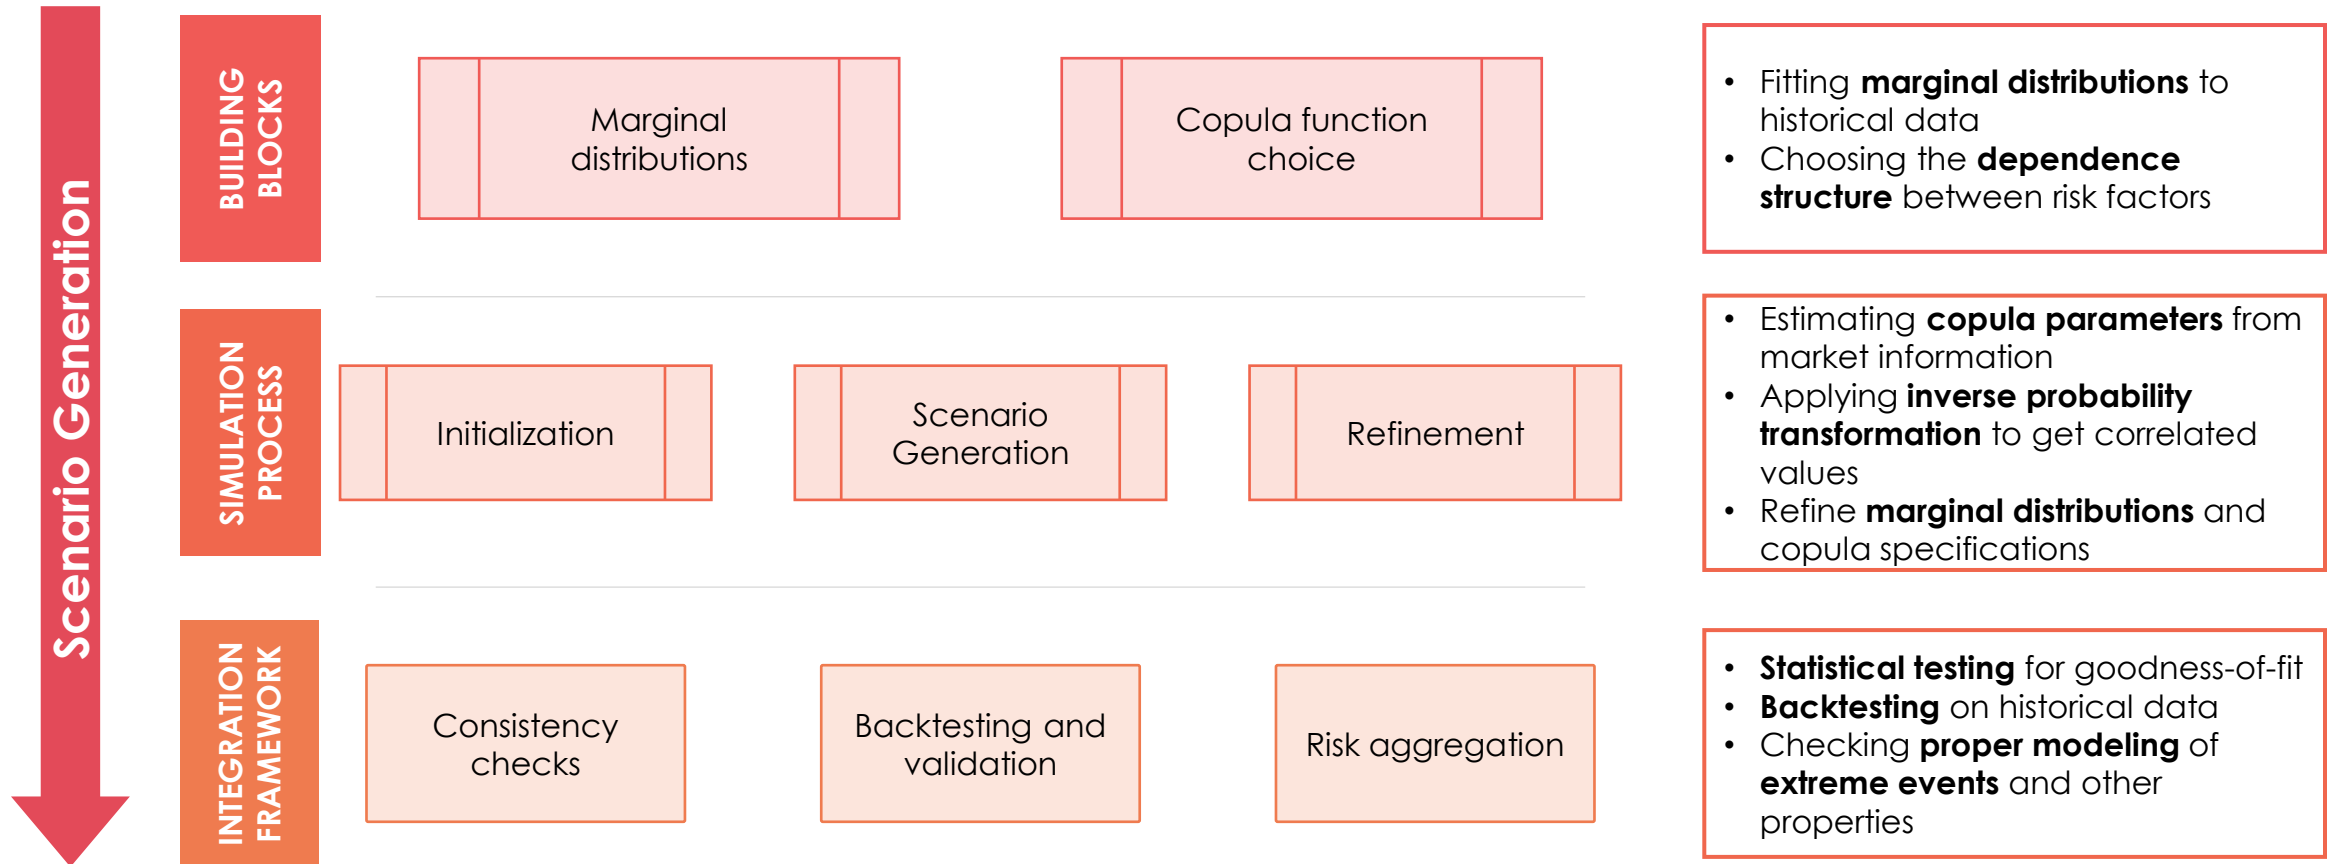 Scenario Generation
BUILDING
BLOCKS
Marginal
distributions
Copula function
choice
• Fitting marginal distributions to
historical data
• Choosing the dependence
structure between risk factors
SIMULATION
PROCESS
Initialization
Scenario
Generation
Refinement
• Estimating copula parameters from
market information
• Applying inverse probability
transformation to get correlated
values
• Refine marginal distributions and
copula specifications
INTEGRATION
FRAMEWORK
Consistency
checks
Backtesting and
validation
Risk aggregation
• Statistical testing for goodness-of-fit
• Backtesting on historical data
• Checking proper modeling of
extreme events and other
properties